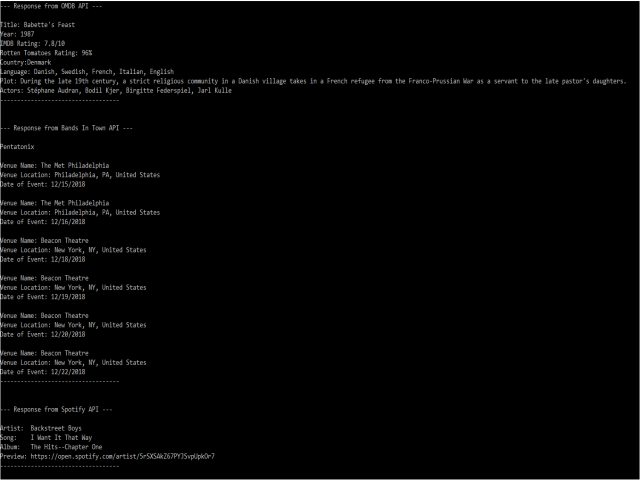 --- Response from OMDB API ---
Title: Babette's Feast
Year: 1987
IMDB Rating: 7.8/10
Rotten Tomatoes Rating: 96%
Country:Denmark
Language: Danish, Swedish, French, Italian, English
Plot: During the late 19th century, a strict religious community in a Danish village takes in a French refugee from the Franco-Prussian War as a servant to the late pastor's daughters.
Actors: Stéphane Audran, Bodil Kjer, Birgitte Federspiel, Jarl Kulle
-----------------------------------
--- Response from Bands In Town API ---
Pentatonix
Venue Name: The Met Philadelphia
Venue Location: Philadelphia, PA, United States
Date of Event: 12/15/2018
Venue Name: The Met Philadelphia
Venue Location: Philadelphia, PA, United States
Date of Event: 12/16/2018
Venue Name: Beacon Theatre
Venue Location: New York, NY, United States
Date of Event: 12/18/2018
Venue Name: Beacon Theatre
Venue Location: New York, NY, United States
Date of Event: 12/19/2018
Venue Name: Beacon Theatre
Venue Location: New York, NY, United States
Date of Event: 12/20/2018
Venue Name: Beacon Theatre
Venue Location: New York, NY, United States
Date of Event: 12/22/2018
-----------------------------------
--- Response from Spotify API ---
Artist: Backstreet Boys
Song: I Want It That Way
Album: The Hits--Chapter One
Preview: https://open.spotify.com/artist/5rSXSAkZ67PYJSvpUpkOr7
-----------------------------------